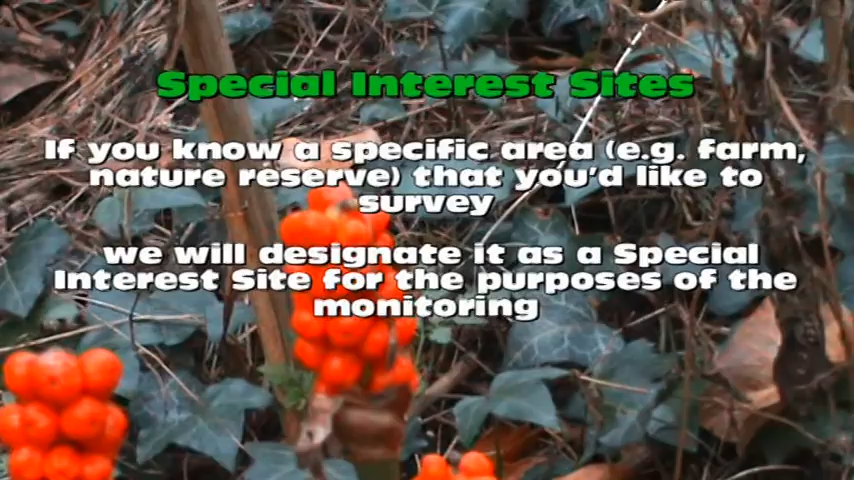 Special Interest Sites
If you know a specific area (e.g. farm,
nature reserve) that you'd like to
survey
we will designate it as a Special
Interest Site for the purposes of the
monitoring